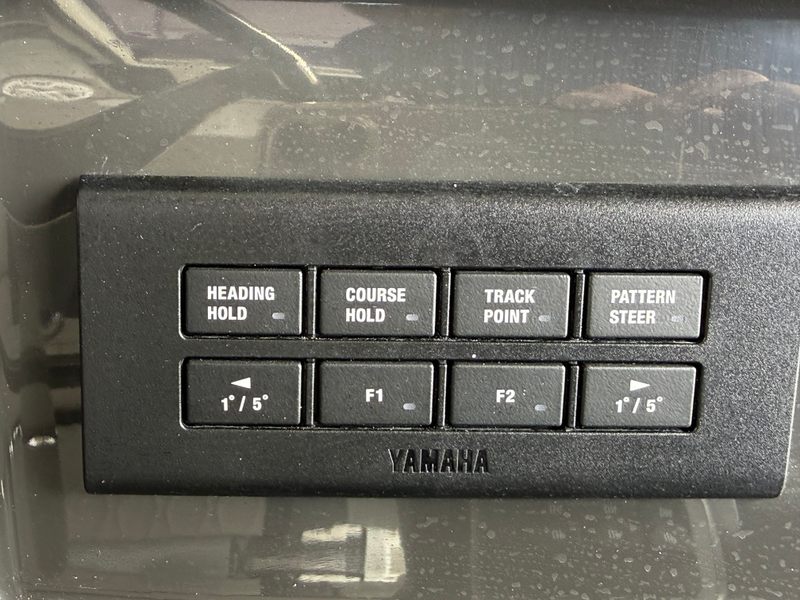 HEADING
HOLD
COURSE
HOLD
TRACK
POINT
PATTERN
STEER
◄
1°/5°
F1
F2
►
1°/5°
YAMAHA